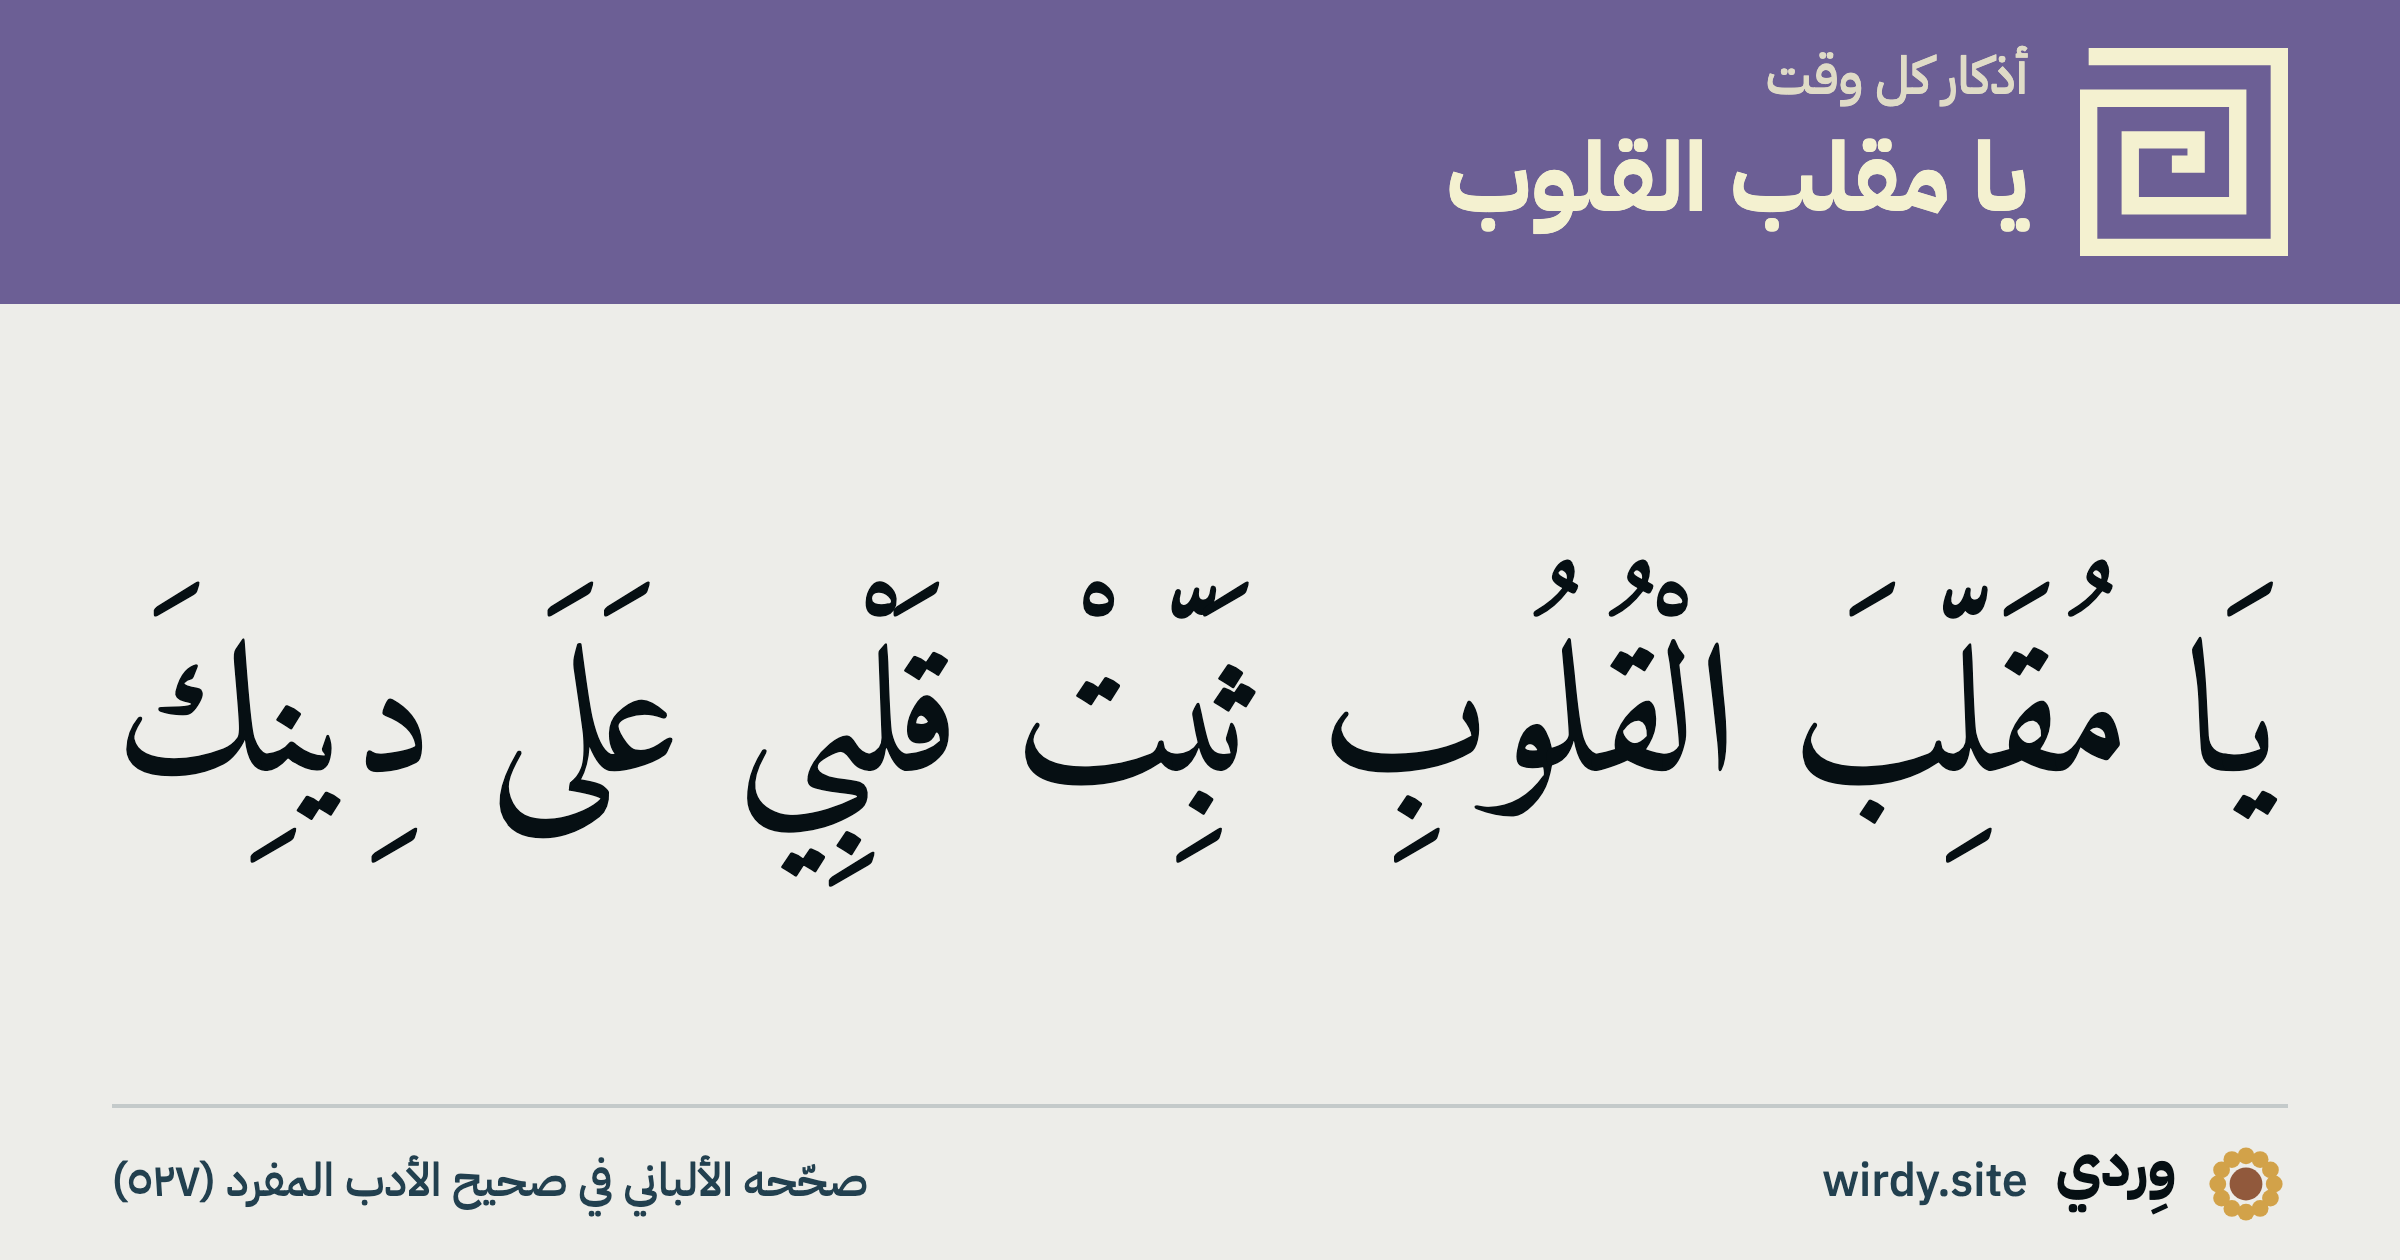 أذكار كل وقت
يا مقلب القلوب
يَا مُقَلِّبَ الْقُلُوبِ ثَبِّتْ قَلْبِي عَلَى دِينِكَ
وِردي wirdy.site
صحّحه الألباني في صحيح الأدب المفرد (٥٢٧)